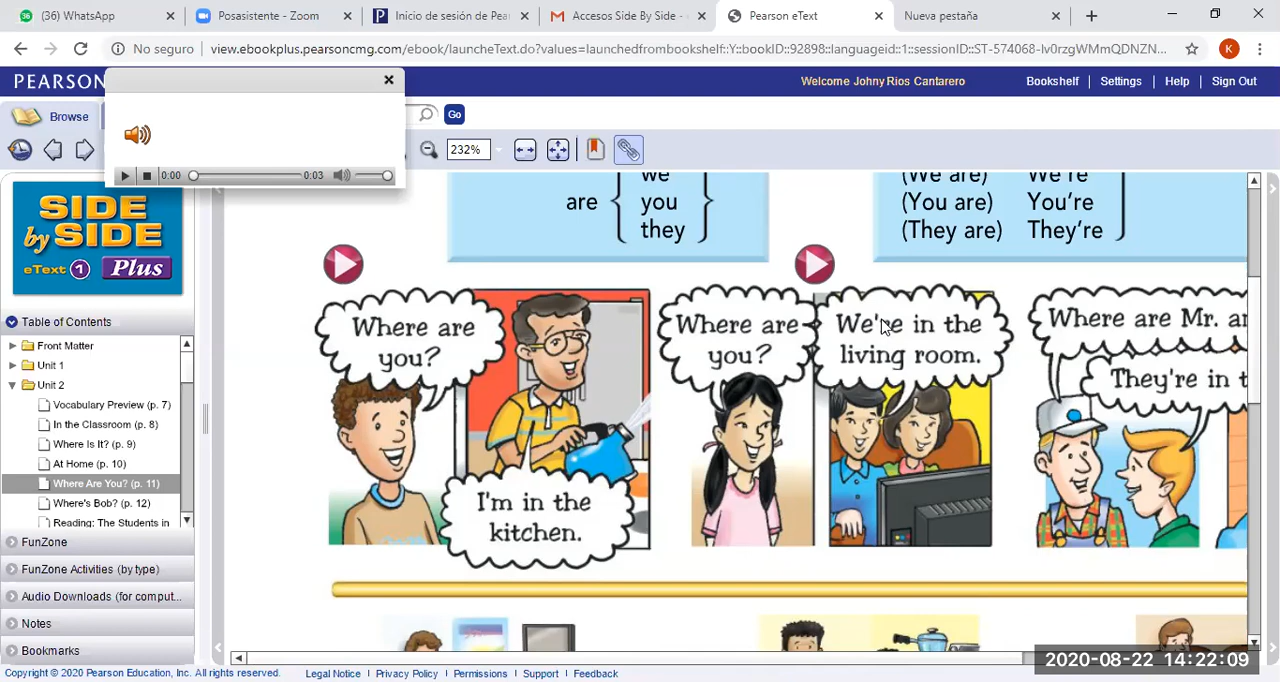 (36) WhatsApp
Posasistente - Zoom
Inicio de sesión de Pea
Accesos Side By Side -
Pearson eText
Nueva pestaña
No seguro
view.ebookplus.pearsoncmg.com/ebook/launcheText.do?values=launchedfrombookshelf::Y::bookID::92898::languageid::1::sessionID::ST-574068-lv0rzgWMmQDNZN...
K
PEARSON
Welcome Johny Rios Cantarero
Bookshelf
Settings
Help
Sign Out
Browse
Go
232%
0:00
0:03
SIDE
by SIDE
eText 1 Plus
Table of Contents
Front Matter
Unit 1
Unit 2
Vocabulary Preview (p. 7)
In the Classroom (p. 8)
Where Is It? (p. 9)
At Home (p. 10)
Where Are You? (p. 11)
Where's Bob? (p. 12)
Reading: The Students in
FunZone
FunZone Activities (by type)
Audio Downloads (for comput...
Notes
Bookmarks
we
are
you
they
(We are) We're
(You are) You're
(They are) They're
Where are
you?
I'm in the
kitchen.
Where are
you?
We're in the
living room.
Where are Mr. an
They're in t
2020-08-22 14:22:09
Copyright © 2020 Pearson Education, Inc. All rights reserved.
Legal Notice | Privacy Policy | Permissions | Support | Feedback